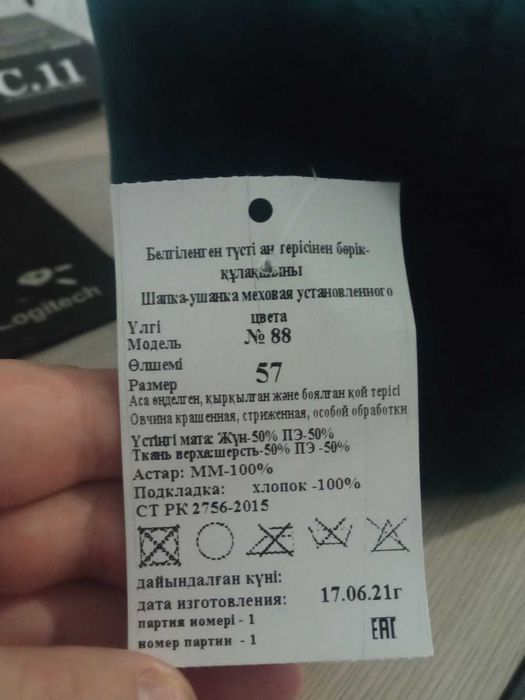 C.11
Logitech
Белгіленген түсті аң терісінен бөрік-
құлақшыны
Шапка-ушанка меховая установленного
цвета
Үлгі
Модель № 88
Өлшемі
Размер 57
Аса өңделген, қырқылған және боялған қой терісі
Овчина крашенная, стриженная, особой обработки
Үстіңгі мата: Жүн-50% ПЭ-50%
Ткань верха:шерсть-50% ПЭ -50%
Астар: ММ-100%
Подкладка: хлопок -100%
СТ РК 2756-2015
дайындалған күні:
дата изготовления: 17.06.21г
партия номері - 1
номер партии - 1
ЕАС